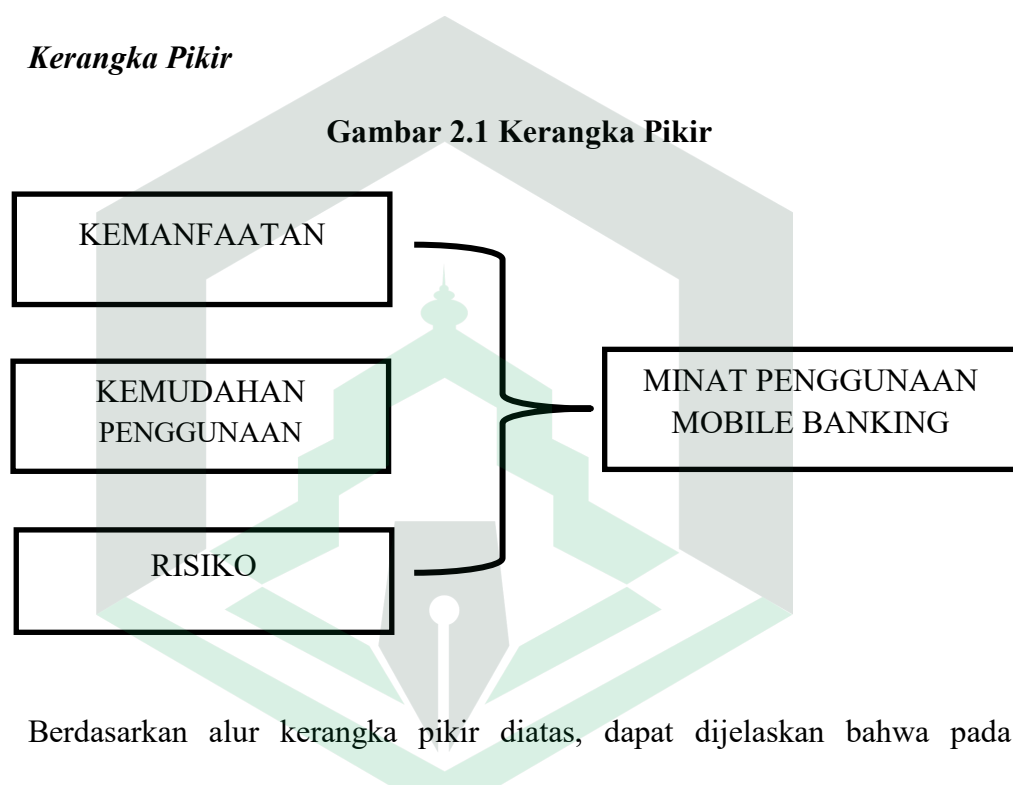 Kerangka Pikir
Gambar 2.1 Kerangka Pikir
KEMANFAATAN
KEMUDAHAN
PENGGUNAAN
RISIKO
MINAT PENGGUNAAN
MOBILE BANKING
Berdasarkan alur kerangka pikir diatas, dapat dijelaskan bahwa pada